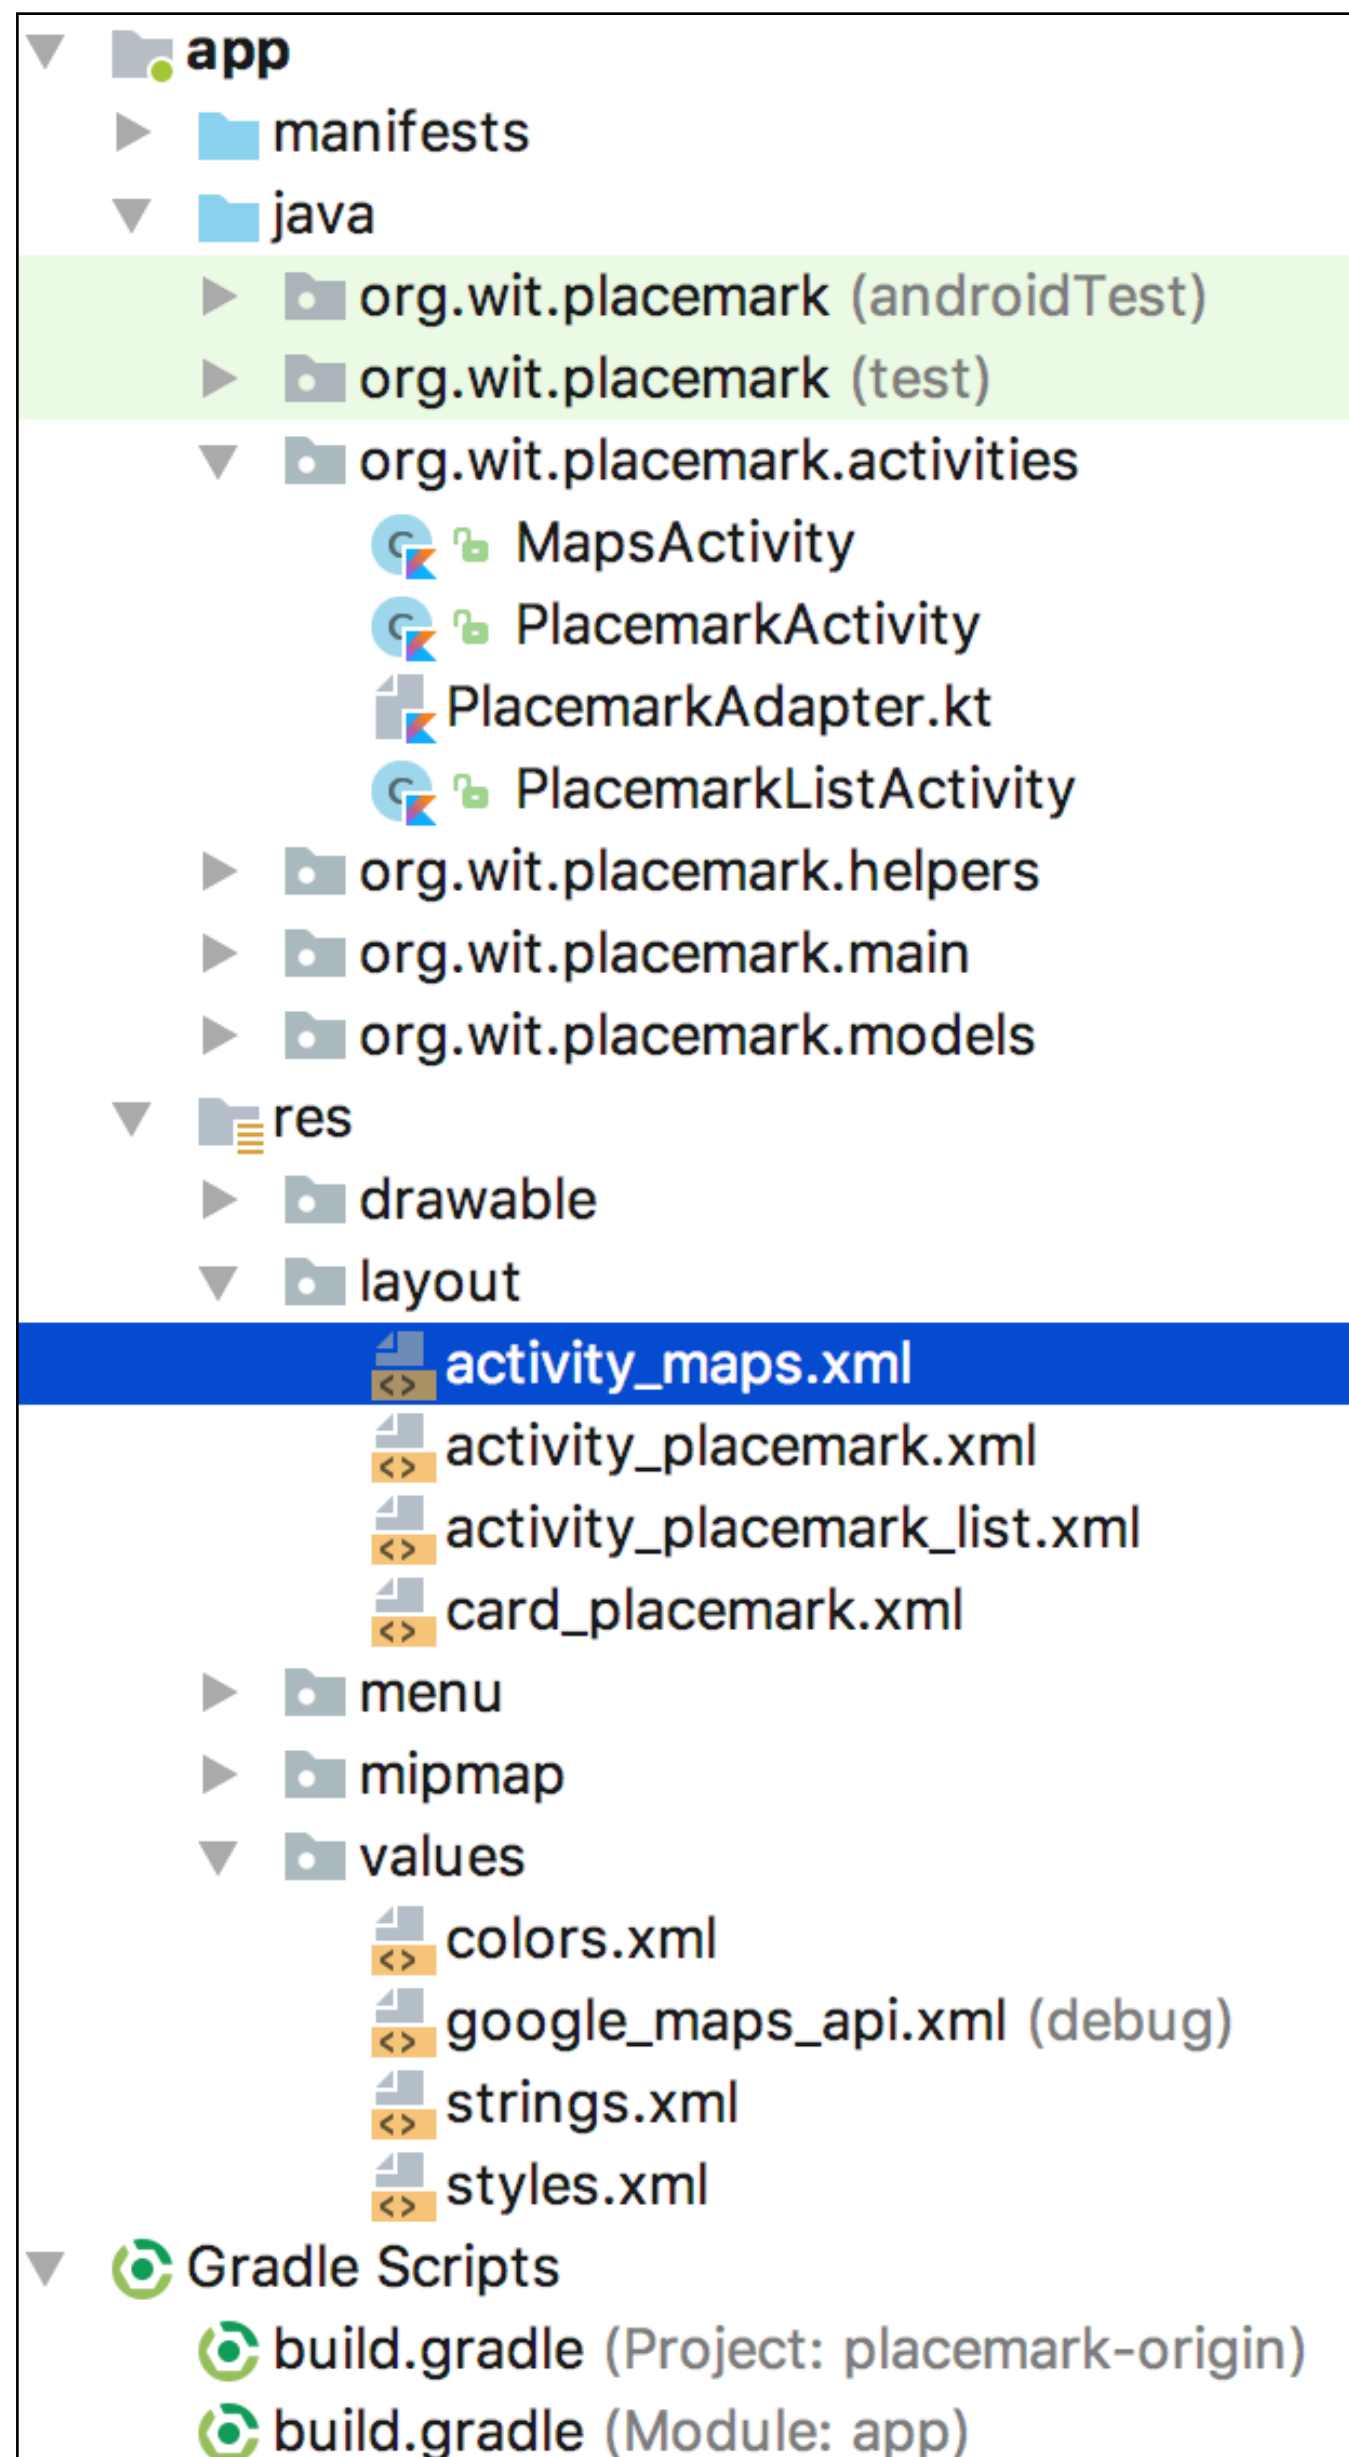 app
manifests
java
org.wit.placemark (androidTest)
org.wit.placemark (test)
org.wit.placemark.activities
MapsActivity
PlacemarkActivity
PlacemarkAdapter.kt
PlacemarkListActivity
org.wit.placemark.helpers
org.wit.placemark.main
org.wit.placemark.models
res
drawable
layout
activity_maps.xml
activity_placemark.xml
activity_placemark_list.xml
card_placemark.xml
menu
mipmap
values
colors.xml
google_maps_api.xml (debug)
strings.xml
styles.xml
Gradle Scripts
build.gradle (Project: placemark-origin)
build.gradle (Module: app)